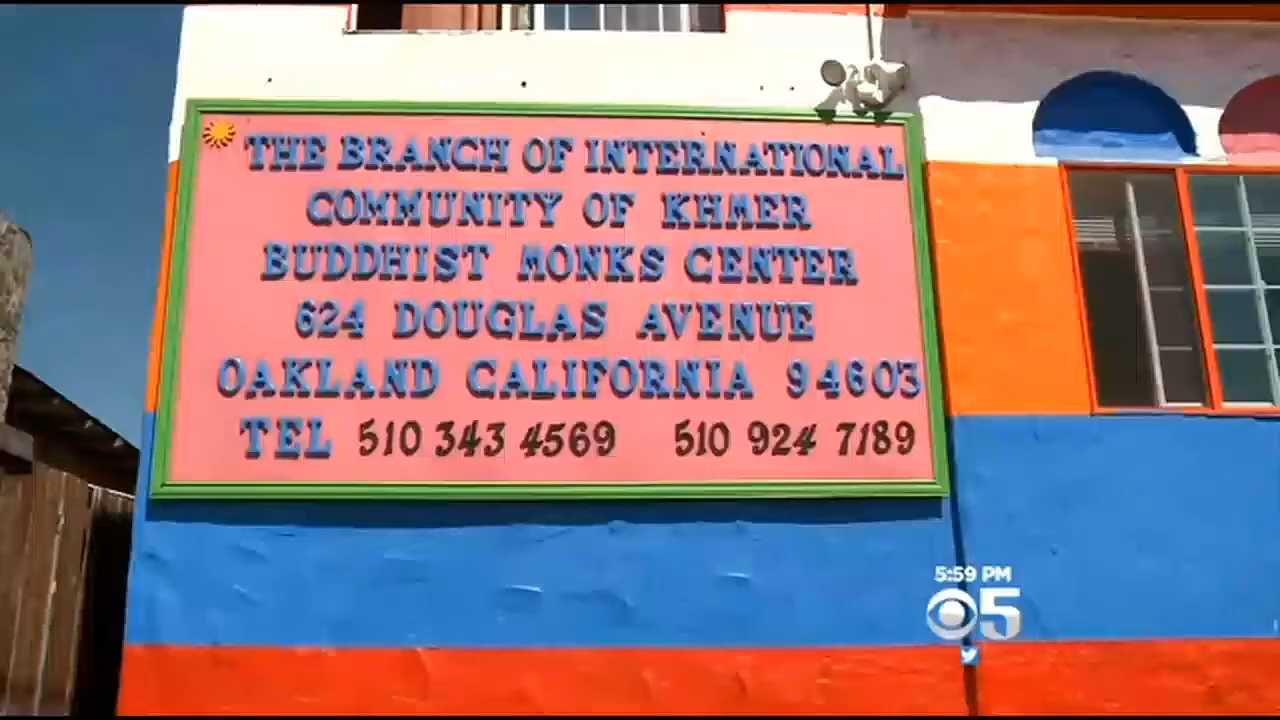 THE BRANCH OF INTERNATIONAL
COMMUNITY OF KHMER
BUDDHIST MONKS CENTER
624 DOUGLAS AVENUE
OAKLAND CALIFORNIA 94603
TEL 510 343 4569 510 924 7189
5:59 PM
5